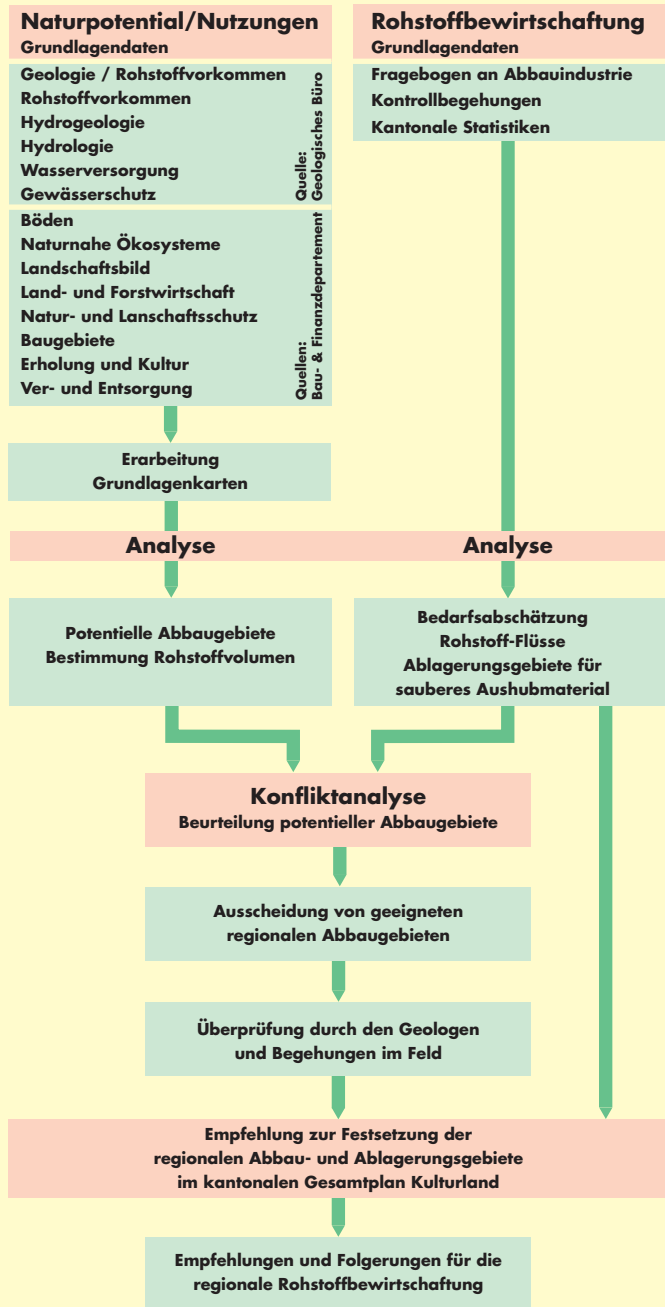 Naturpotential/Nutzungen
Grundlagendaten
Geologie / Rohstoffvorkommen
Rohstoffvorkommen
Hydrogeologie
Hydrologie
Wasserversorgung
Gewässerschutz
Quelle:
Geologisches Büro
Böden
Naturnahe Ökosysteme
Landschaftsbild
Land- und Forstwirtschaft
Natur- und Lanschaftsschutz
Baugebiete
Erholung und Kultur
Ver- und Entsorgung
Quellen:
Bau- & Finanzdepartement
Rohstoffbewirtschaftung
Grundlagendaten
Fragebogen an Abbauindustrie
Kontrollbegehungen
Kantonale Statistiken
Erarbeitung
Grundlagenkarten
Analyse
Analyse
Potentielle Abbaugebiete
Bestimmung Rohstoffvolumen
Bedarfsabschätzung
Rohstoff-Flüsse
Ablagerungsgebiete für
sauberes Aushubmaterial
Konfliktanalyse
Beurteilung potentieller Abbaugebiete
Ausscheidung von geeigneten
regionalen Abbaugebieten
Überprüfung durch den Geologen
und Begehungen im Feld
Empfehlung zur Festsetzung der
regionalen Abbau- und Ablagerungsgebiete
im kantonalen Gesamtplan Kulturland
Empfehlungen und Folgerungen für die
regionale Rohstoffbewirtschaftung